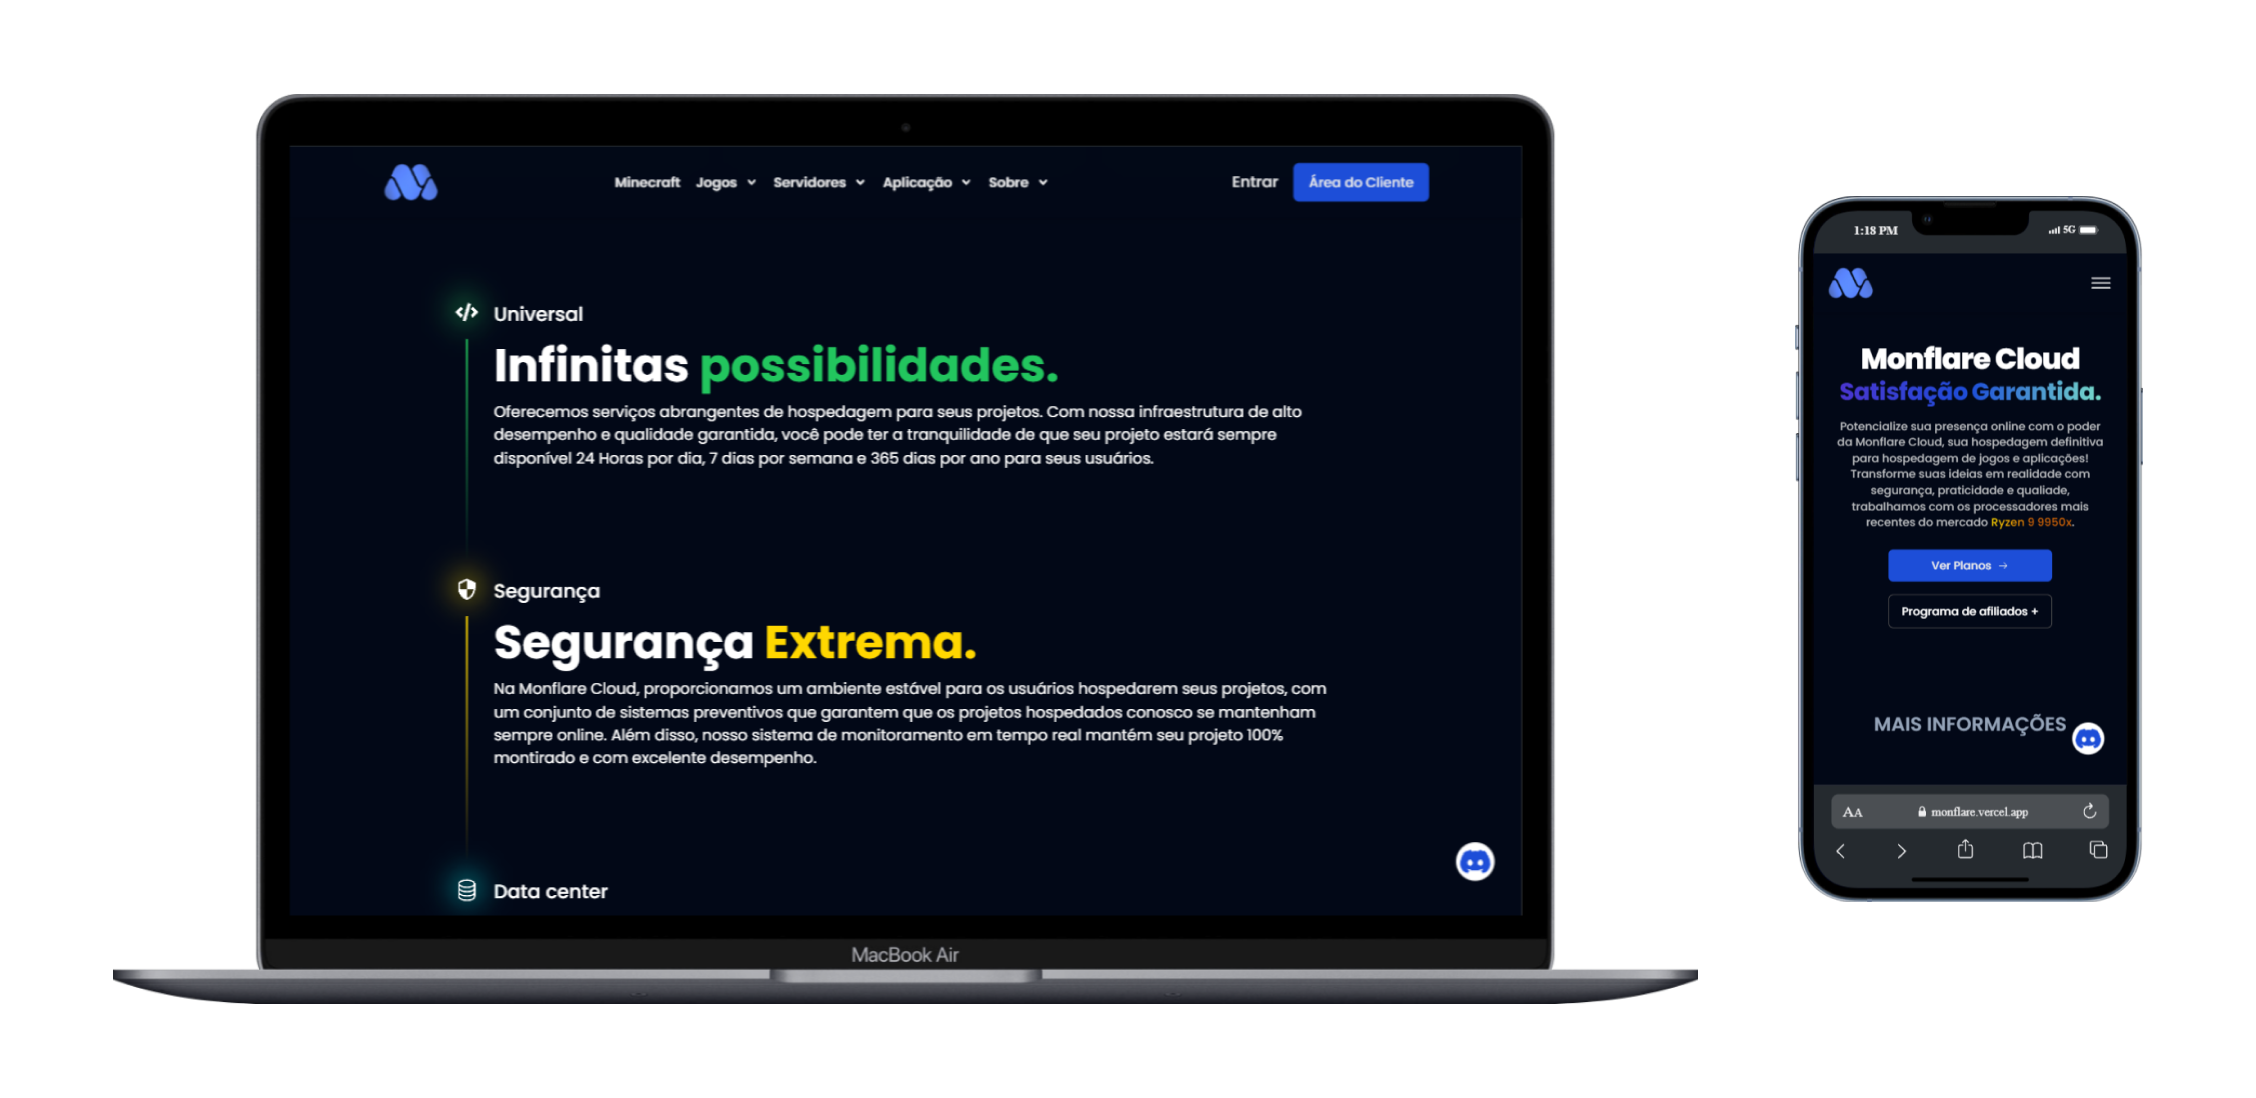 Minecraft Jogos Servidores Aplicação Sobre Entrar Área do Cliente
Universal
Infinitas possibilidades.
Oferecemos serviços abrangentes de hospedagem para seus projetos. Com nossa infraestrutura de alto
desempenho e qualidade garantida, você pode ter a tranquilidade de que seu projeto estará sempre
disponível 24 Horas por dia, 7 dias por semana e 365 dias por ano para seus usuários.
Segurança
Segurança Extrema.
Na Monflare Cloud, proporcionamos um ambiente estável para os usuários hospedarem seus projetos, com
um conjunto de sistemas preventivos que garantem que os projetos hospedados conosco se mantenham
sempre online. Além disso, nosso sistema de monitoramento em tempo real mantém seu projeto 100%
montirado e com excelente desempenho.
Data center
MacBook Air
1:18 PM 5G
Monflare Cloud
Satisfação Garantida.
Potencialize sua presença online com o poder
da Monflare Cloud, sua hospedagem definitiva
para hospedagem de jogos e aplicações!
Transforme suas ideias em realidade com
segurança, praticidade e qualiade,
trabalhamos com os processadores mais
recentes do mercado Ryzen 9 9950x.
Ver Planos →
Programa de afiliados +
MAIS INFORMAÇÕES
AA monflare.vercel.app